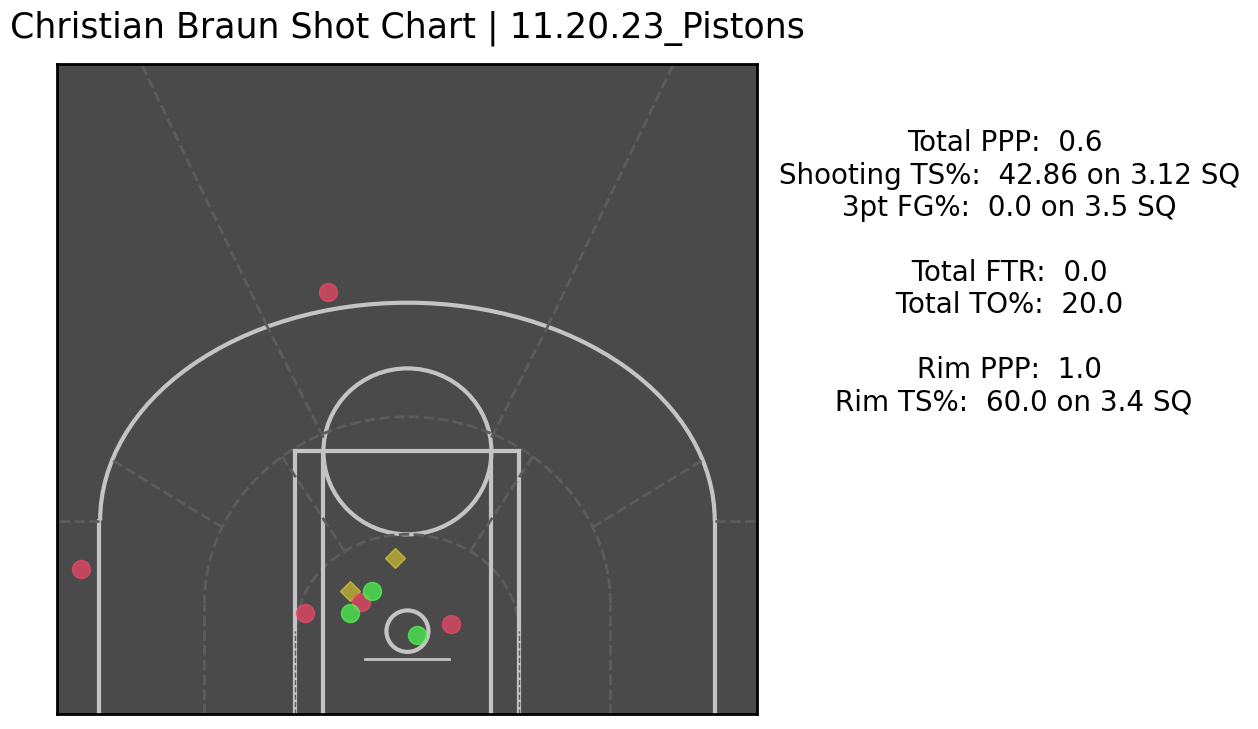 Christian Braun Shot Chart | 11.20.23_Pistons
Total PPP:  0.6
Shooting TS%:  42.86 on 3.12 SQ
3pt FG%:  0.0 on 3.5 SQ
Total FTR:  0.0
Total TO%:  20.0
Rim PPP:  1.0
Rim TS%:  60.0 on 3.4 SQ